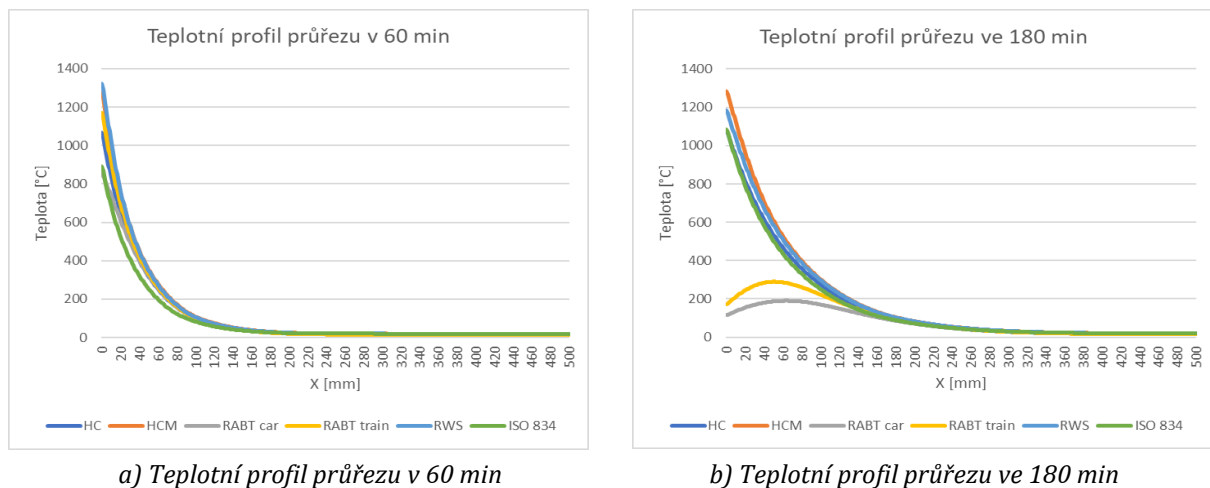 Teplotní profil průřezu v 60 min
1400
1200
1000
800
600
400
200
0
Teplota [°C]
0 20 40 60 80 100 120 140 160 180 200 220 240 260 280 300 320 340 360 380 400 420 440 460 480 500
X [mm]
HC HCM RABT car RABT train RWS ISO 834
a) Teplotní profil průřezu v 60 min
Teplotní profil průřezu ve 180 min
1400
1200
1000
800
600
400
200
0
Teplota [°C]
0 20 40 60 80 100 120 140 160 180 200 220 240 260 280 300 320 340 360 380 400 420 440 460 480 500
X [mm]
HC HCM RABT car RABT train RWS ISO 834
b) Teplotní profil průřezu ve 180 min